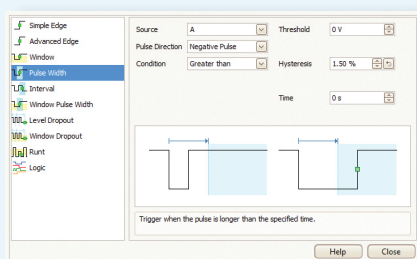 Simple Edge
Advanced Edge
Window
Pulse Width
Interval
Window Pulse Width
Level Dropout
Window Dropout
Runt
Logic
Source A Threshold 0 V
Pulse Direction Negative Pulse
Condition Greater than Hysteresis 1.50 %
Time 0 s
Trigger when the pulse is longer than the specified time.
Help Close